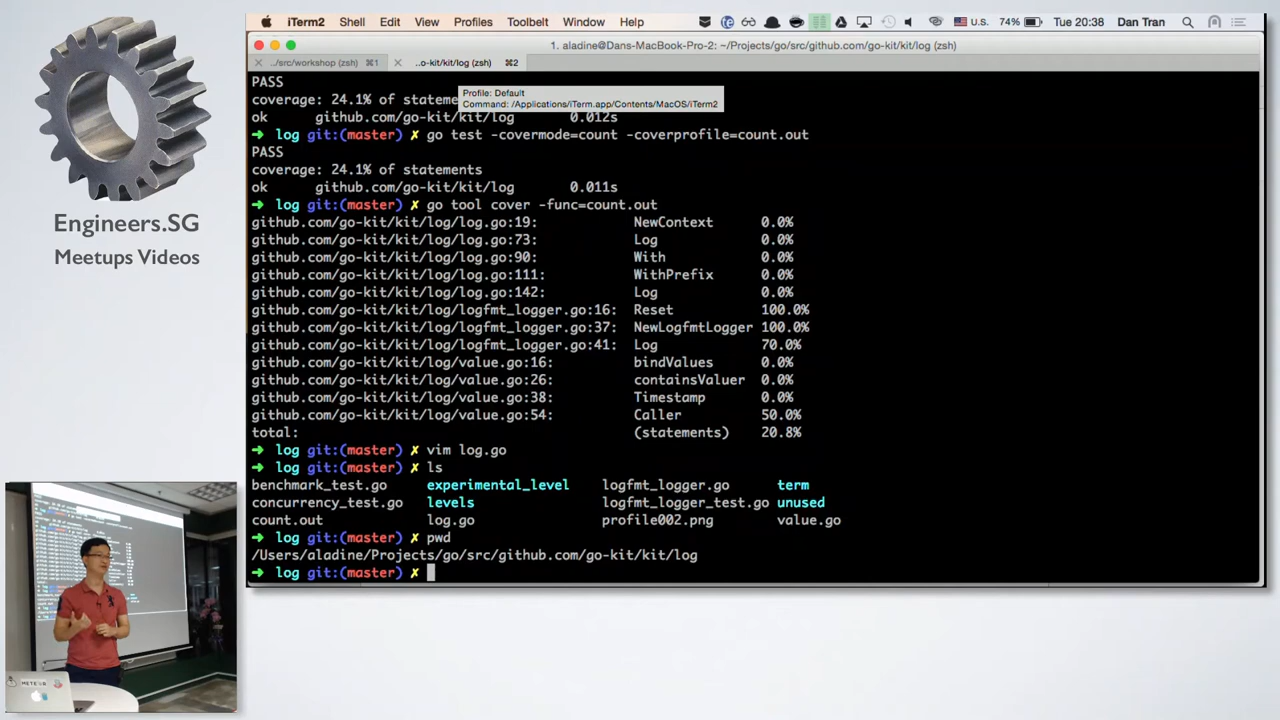 iTerm2 Shell Edit View Profiles Toolbelt Window Help U.S. 74% Tue 20:38 Dan Tran
1. aladine@Dans-MacBook-Pro-2: ~/Projects/go/src/github.com/go-kit/kit/log (zsh)
../src/workshop (zsh) ⌘1 ..o-kit/kit/log (zsh) ⌘2
Profile: Default
Command: /Applications/iTerm.app/Contents/MacOS/iTerm2
PASS
coverage: 24.1% of stateme
ok github.com/go-kit/kit/log 0.012s
➜ log git:(master) ✗ go test -covermode=count -coverprofile=count.out
PASS
coverage: 24.1% of statements
ok github.com/go-kit/kit/log 0.011s
➜ log git:(master) ✗ go tool cover -func=count.out
github.com/go-kit/kit/log/log.go:19: NewContext 0.0%
github.com/go-kit/kit/log/log.go:73: Log 0.0%
github.com/go-kit/kit/log/log.go:90: With 0.0%
github.com/go-kit/kit/log/log.go:111: WithPrefix 0.0%
github.com/go-kit/kit/log/log.go:142: Log 0.0%
github.com/go-kit/kit/log/logfmt_logger.go:16: Reset 100.0%
github.com/go-kit/kit/log/logfmt_logger.go:37: NewLogfmtLogger 100.0%
github.com/go-kit/kit/log/logfmt_logger.go:41: Log 70.0%
github.com/go-kit/kit/log/value.go:16: bindValues 0.0%
github.com/go-kit/kit/log/value.go:26: containsValuer 0.0%
github.com/go-kit/kit/log/value.go:38: Timestamp 0.0%
github.com/go-kit/kit/log/value.go:54: Caller 50.0%
total: (statements) 20.8%
➜ log git:(master) ✗ vim log.go
➜ log git:(master) ✗ ls
benchmark_test.go experimental_level logfmt_logger.go term
concurrency_test.go levels logfmt_logger_test.go unused
count.out log.go profile002.png value.go
➜ log git:(master) ✗ pwd
/Users/aladine/Projects/go/src/github.com/go-kit/kit/log
➜ log git:(master) ✗
Engineers.SG
Meetups Videos